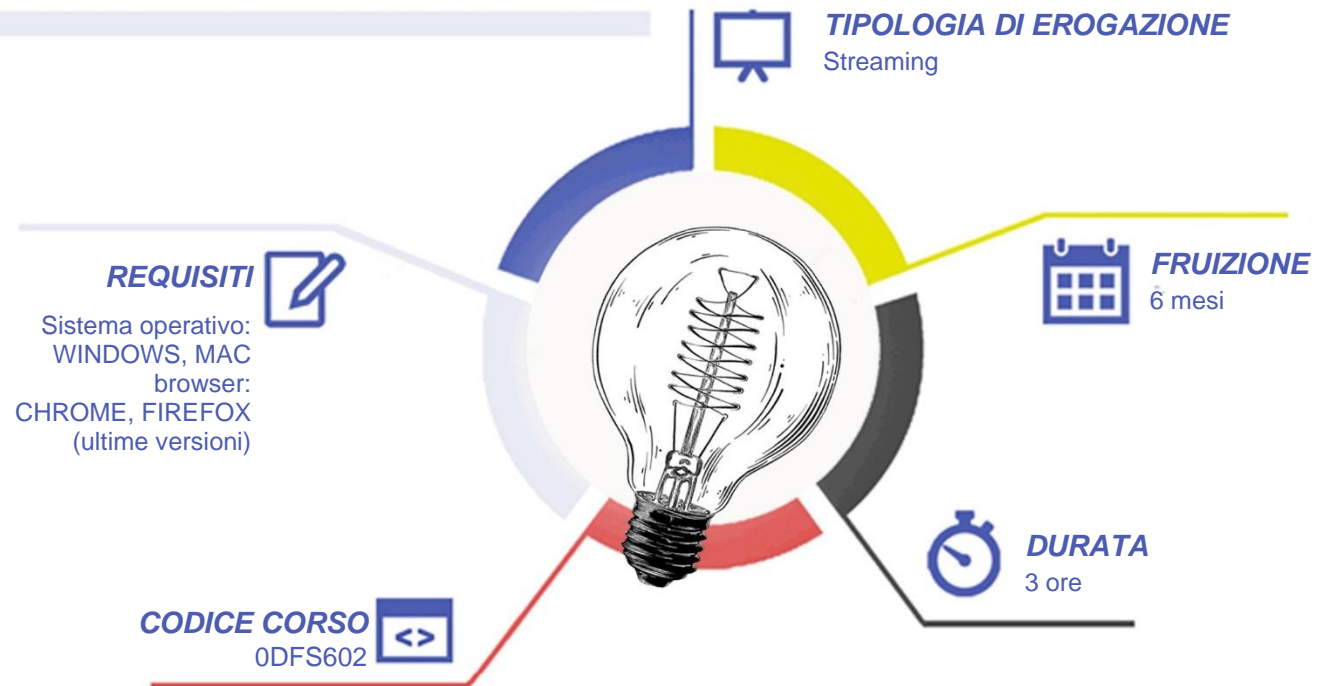 TIPOLOGIA DI EROGAZIONE
Streaming
REQUISITI
Sistema operativo:
WINDOWS, MAC
browser:
CHROME, FIREFOX
(ultime versioni)
FRUIZIONE
6 mesi
DURATA
3 ore
CODICE CORSO
0DFS602
<>